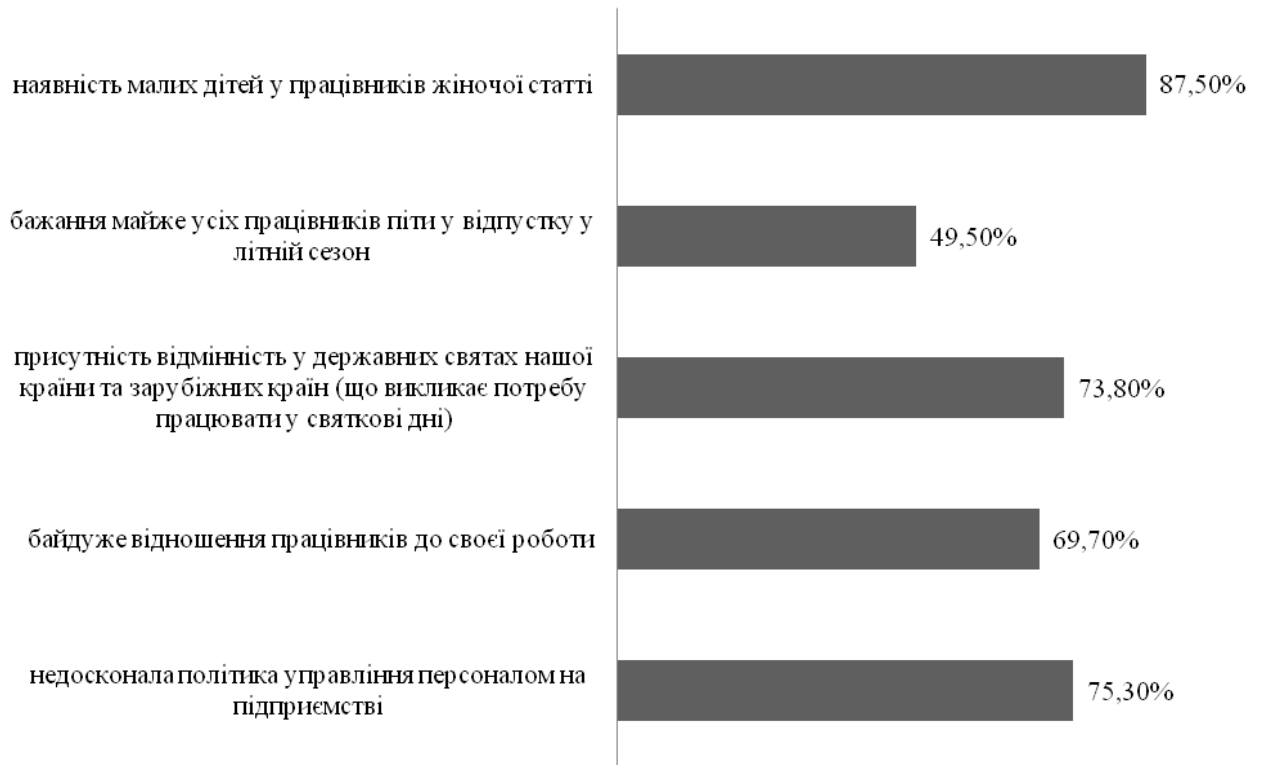 наявність малих дітей у працівників жіночої статті
87,50%
бажання майже усіх працівників піти у відпустку у
літній сезон
49,50%
присутність відмінність у державних святах нашої
країни та зарубіжних країн (що викликає потребу
працювати у святкові дні)
73,80%
байдуже відношення працівників до своєї роботи
69,70%
недосконала політика управління персоналом на
підприємстві
75,30%